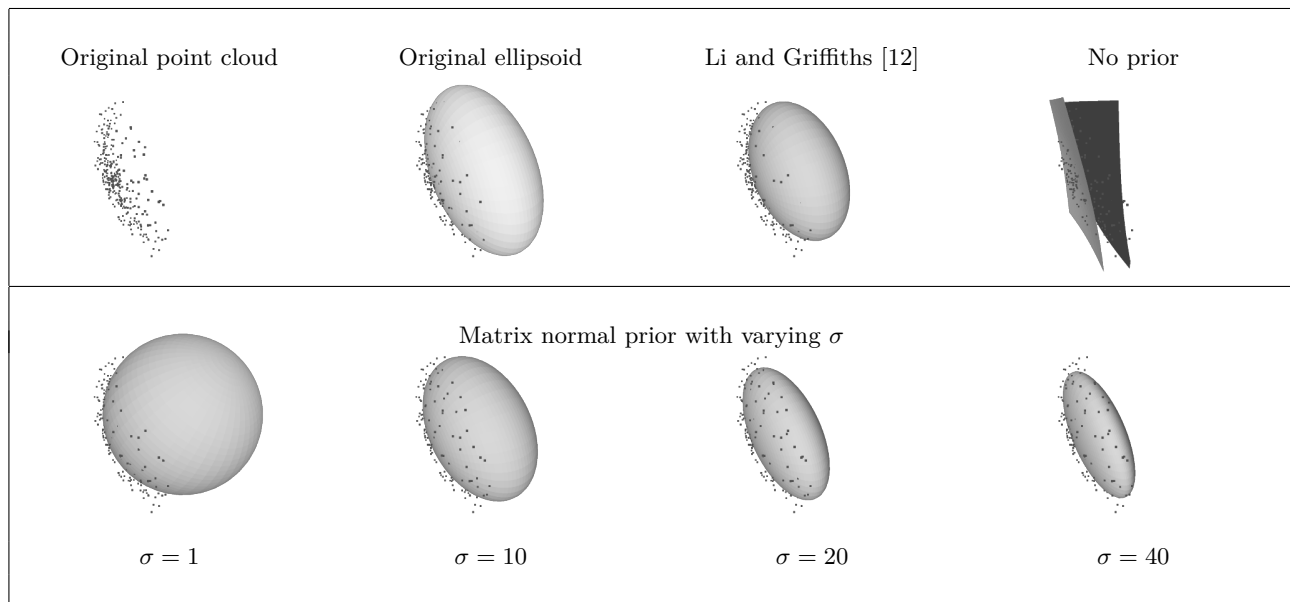 Original point cloud
Original ellipsoid
Li and Griffiths [12]
No prior
Matrix normal prior with varying σ
σ = 1
σ = 10
σ = 20
σ = 40